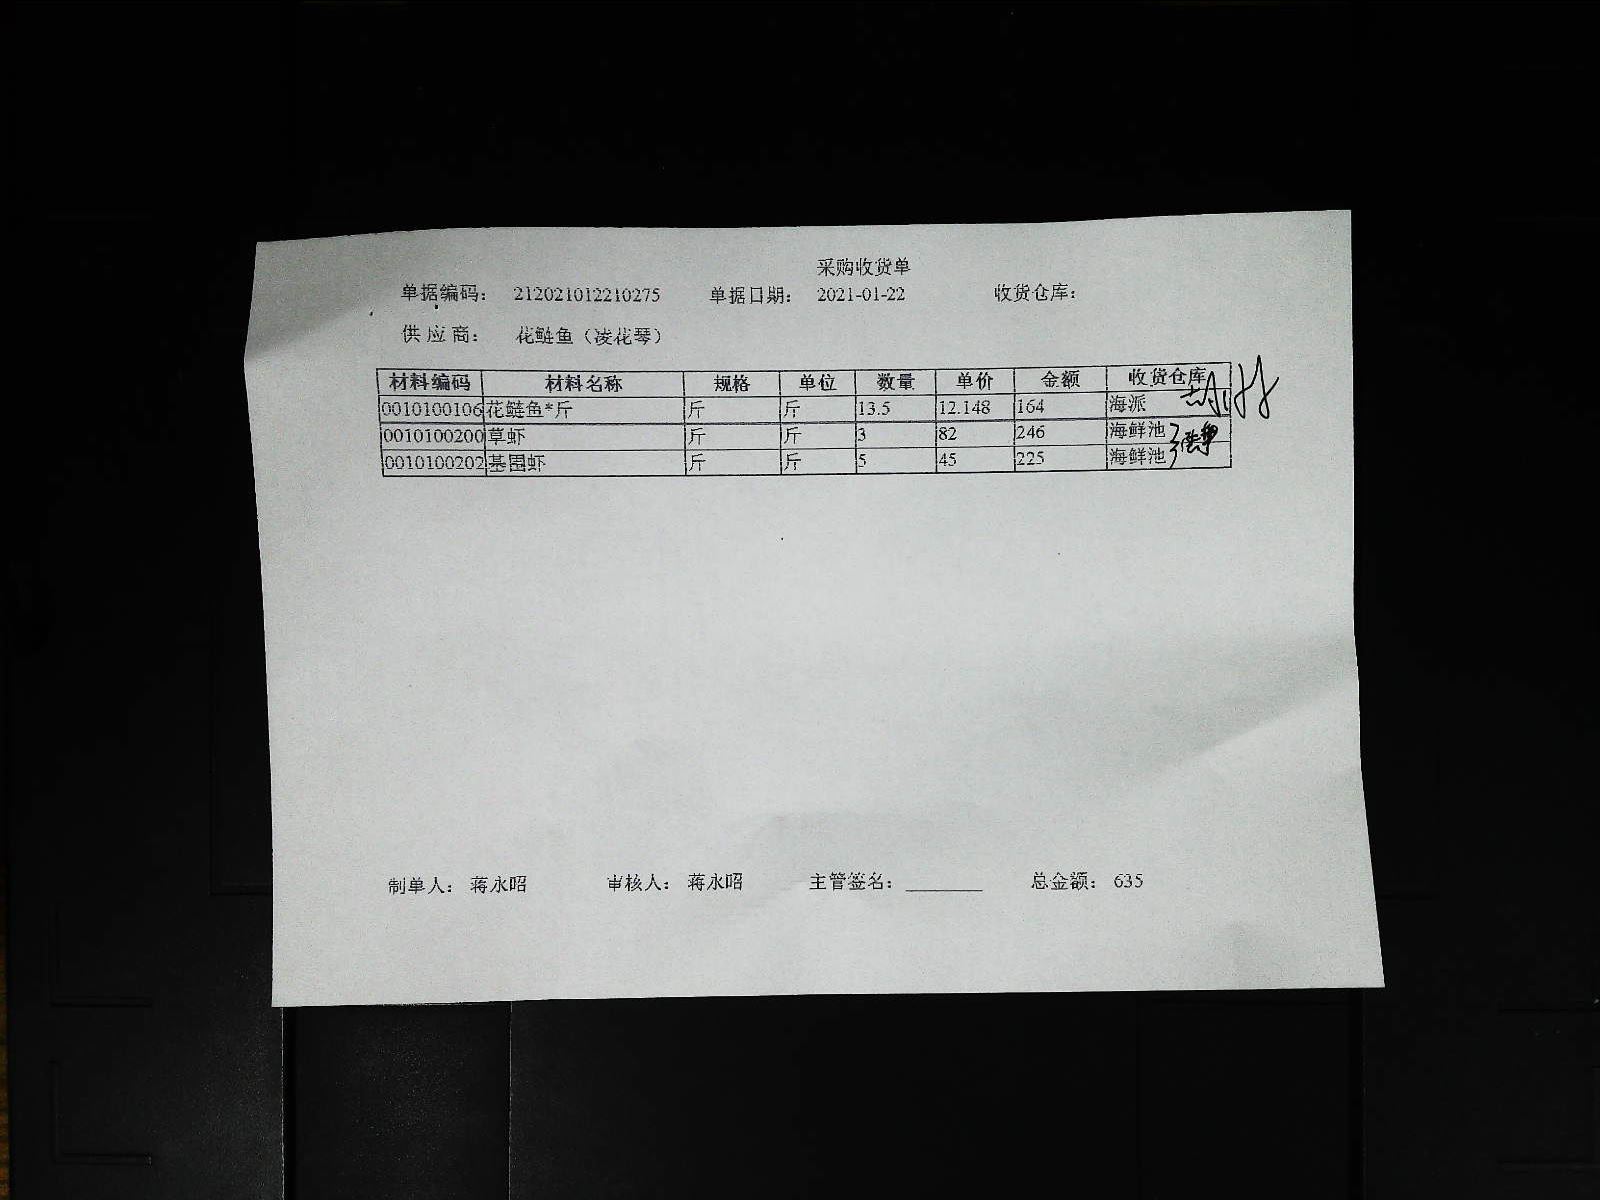 采购收货单
单据编码: 212021012210275 单据日期: 2021-01-22 收货仓库:
供应商: 花鲢鱼（凌花琴）
材料编码 材料名称 规格 单位 数量 单价 金额 收货仓库
0010100106 花鲢鱼*斤 斤 斤 13.5 12.148 164 海派
0010100200 草虾 斤 斤 3 82 246 海鲜池
0010100202 基围虾 斤 斤 5 45 225 海鲜池
制单人: 蒋永昭 审核人: 蒋永昭 主管签名: ________ 总金额: 635